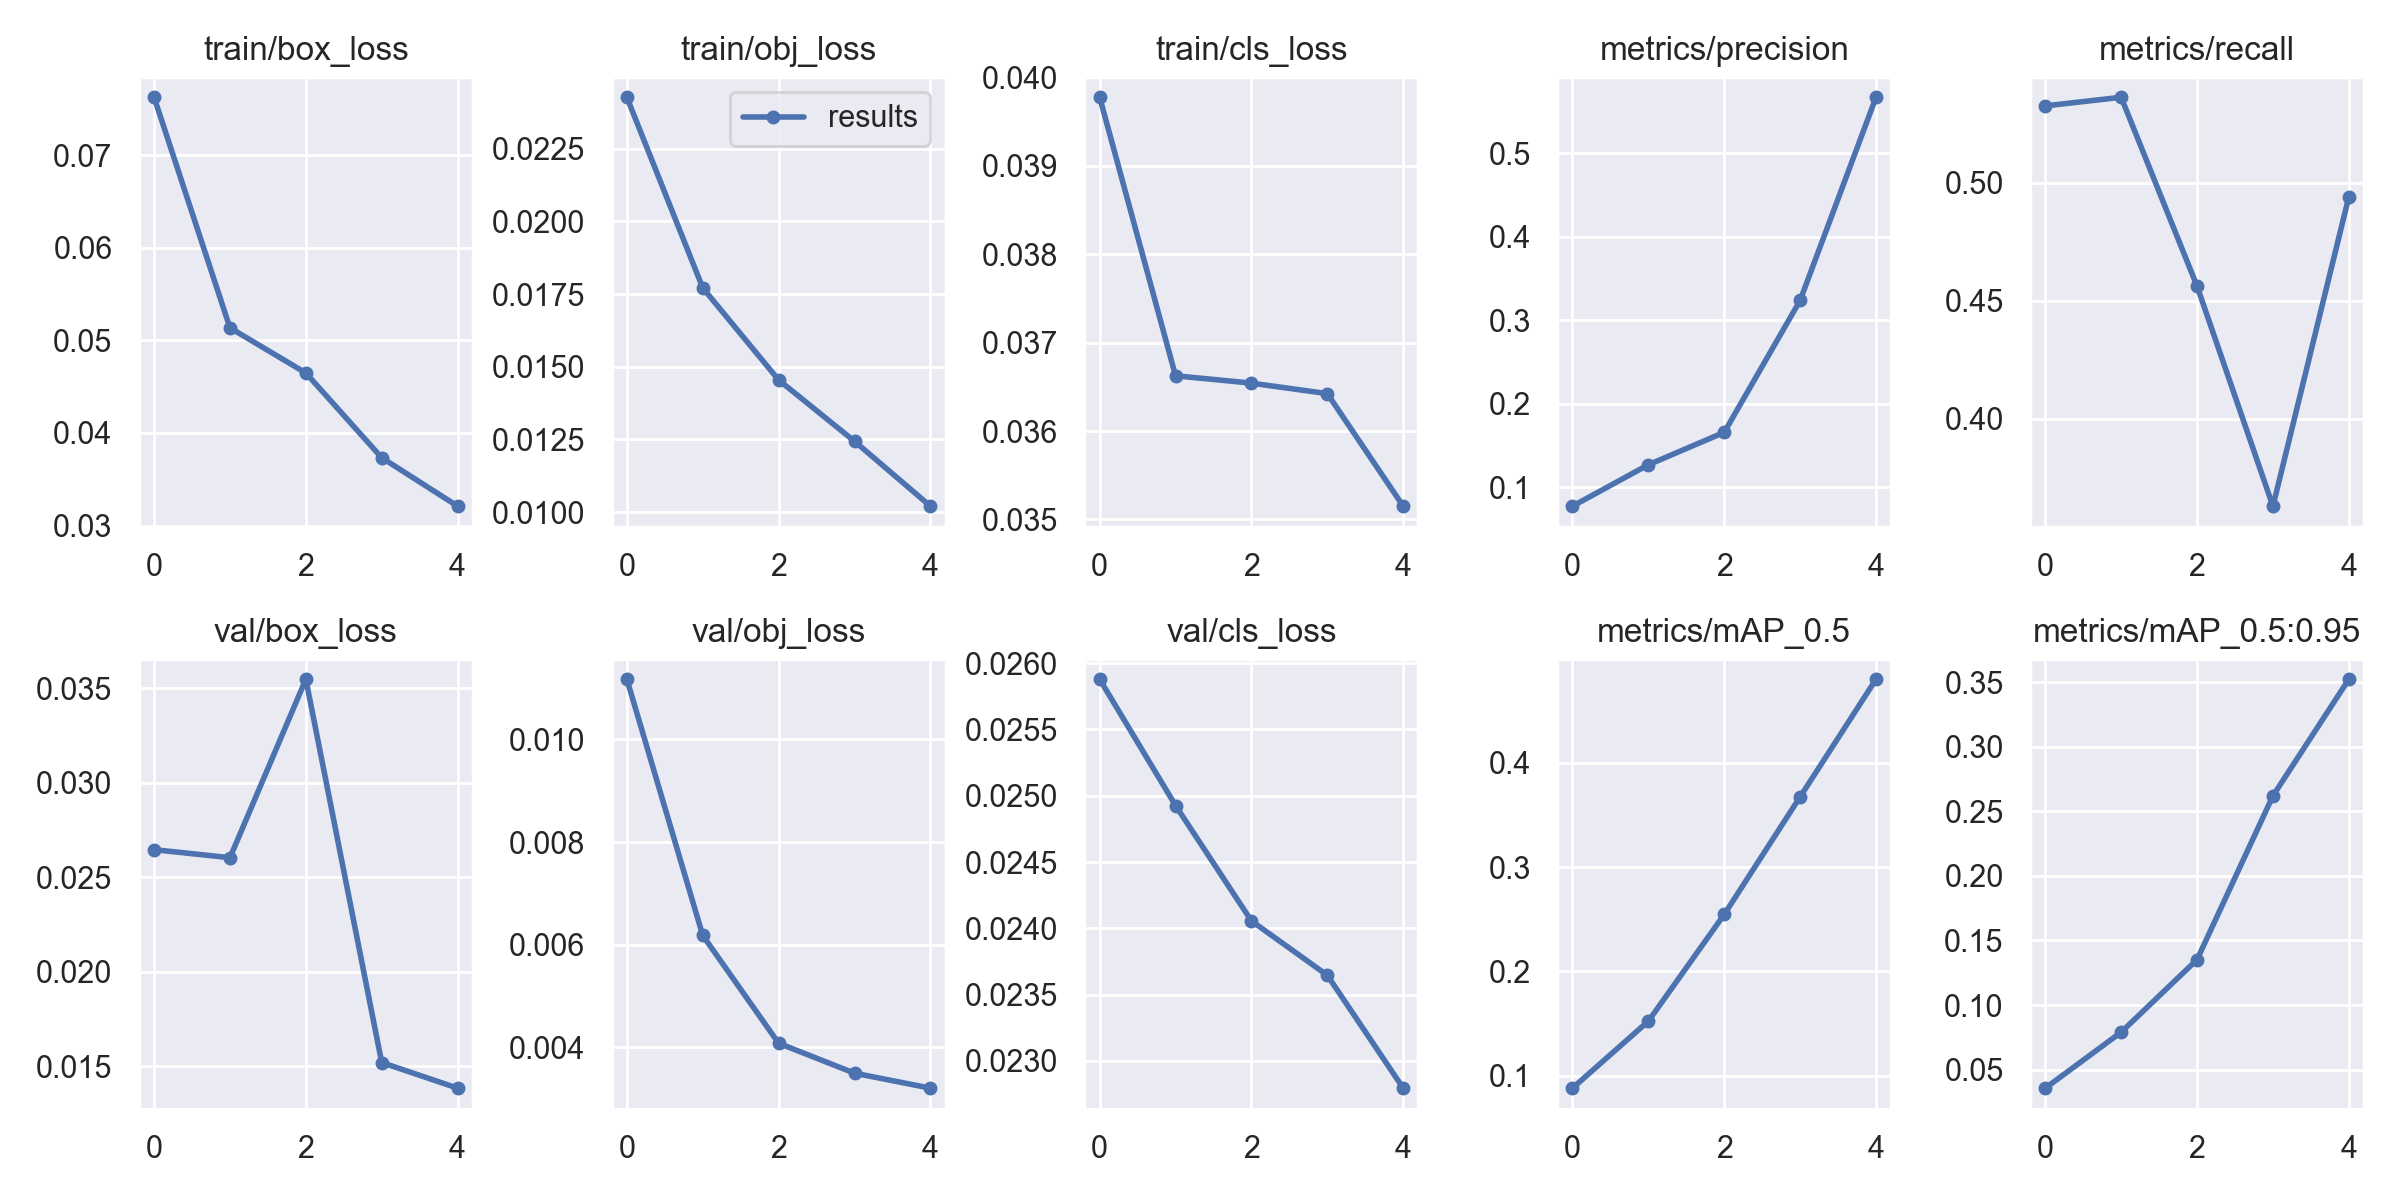 train/box_loss
0.07
0.06
0.05
0.04
0.03
0 2 4
train/obj_loss
results
0.0225
0.0200
0.0175
0.0150
0.0125
0.0100
0 2 4
train/cls_loss
0.040
0.039
0.038
0.037
0.036
0.035
0 2 4
metrics/precision
0.5
0.4
0.3
0.2
0.1
0 2 4
metrics/recall
0.50
0.45
0.40
0 2 4
val/box_loss
0.035
0.030
0.025
0.020
0.015
0 2 4
val/obj_loss
0.010
0.008
0.006
0.004
0 2 4
val/cls_loss
0.0260
0.0255
0.0250
0.0245
0.0240
0.0235
0.0230
0 2 4
metrics/mAP_0.5
0.4
0.3
0.2
0.1
0 2 4
metrics/mAP_0.5:0.95
0.35
0.30
0.25
0.20
0.15
0.10
0.05
0 2 4